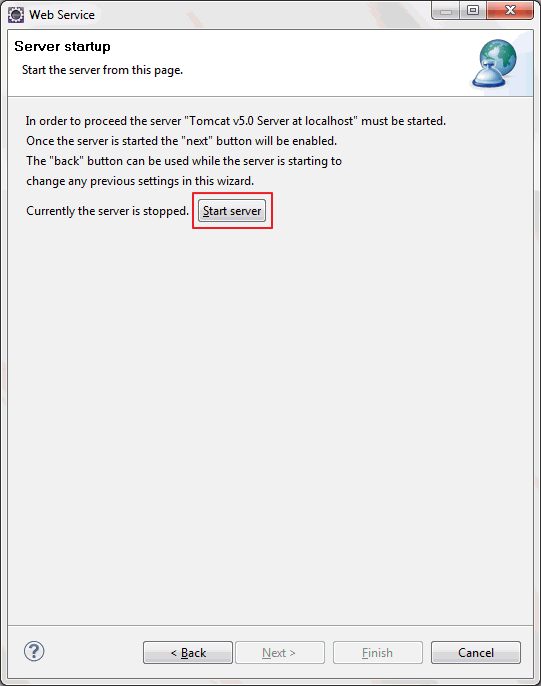 Web Service
Server startup
Start the server from this page.
In order to proceed the server "Tomcat v5.0 Server at localhost" must be started.
Once the server is started the "next" button will be enabled.
The "back" button can be used while the server is starting to
change any previous settings in this wizard.
Currently the server is stopped. Start server
? < Back Next > Finish Cancel